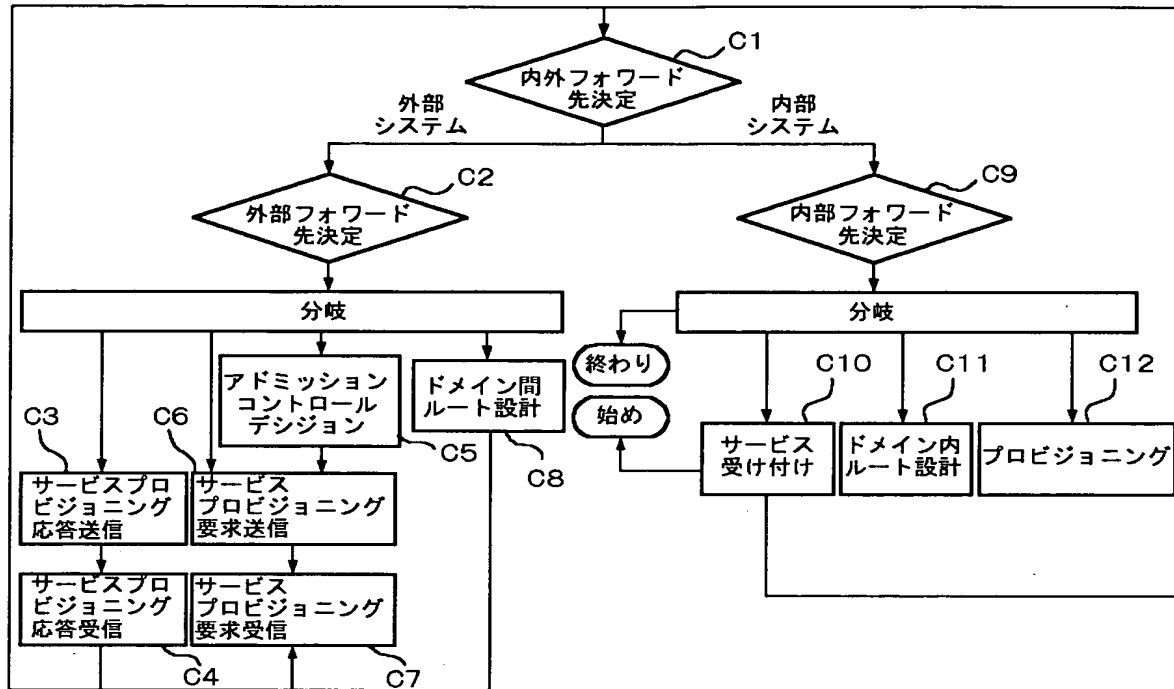 C1
内外フォワード
先決定
外部
システム
内部
システム
C2
外部フォワード
先決定
C9
内部フォワード
先決定
分岐
分岐
終わり
始め
C10
C11
C12
アドミッション
コントロール
デシジョン
C5
ドメイン間
ルート設計
C8
C3
C6
サービス
受け付け
ドメイン内
ルート設計
プロビジョニング
サービスプロ
ビジョニング
応答送信
サービス
プロビジョニング
要求送信
サービスプロ
ビジョニング
応答受信
サービス
プロビジョニング
要求受信
C4
C7